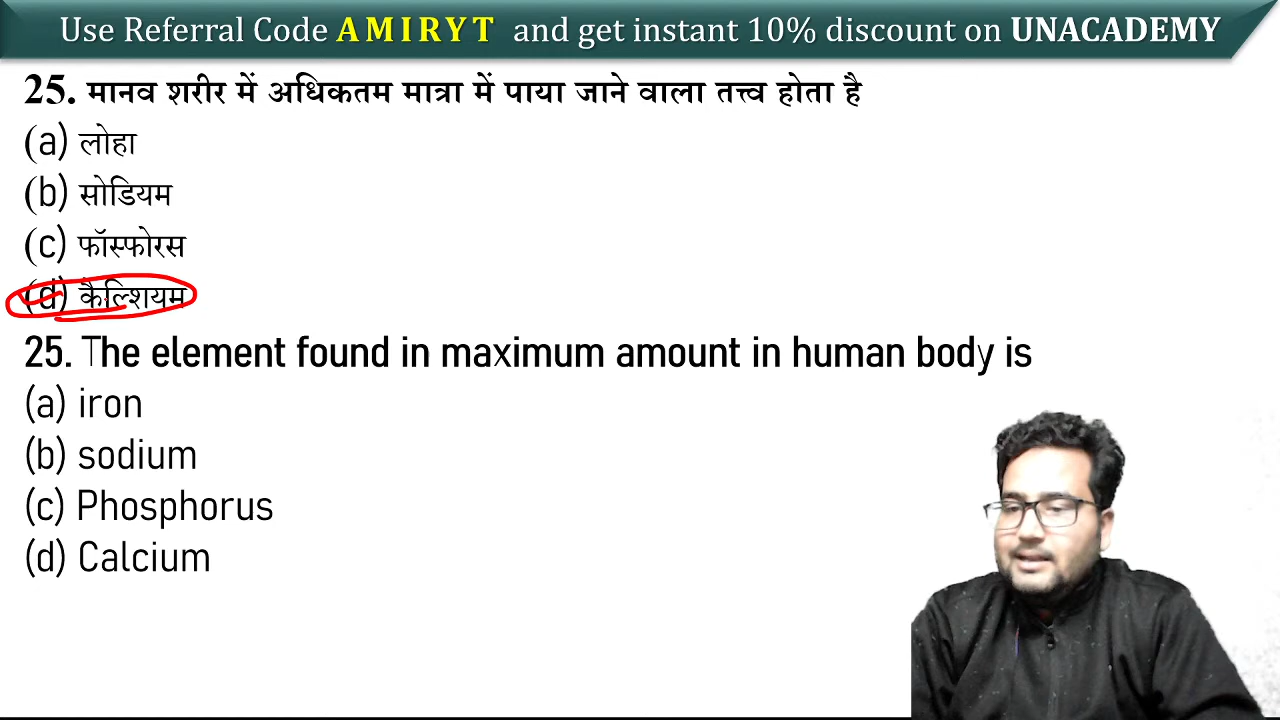 Use Referral Code AMIRYT and get instant 10% discount on UNACADEMY
25. मानव शरीर में अधिकतम मात्रा में पाया जाने वाला तत्त्व होता है
(a) लोहा
(b) सोडियम
(c) फॉस्फोरस
(d) कैल्शियम
25. The element found in maximum amount in human body is
(a) iron
(b) sodium
(c) Phosphorus
(d) Calcium